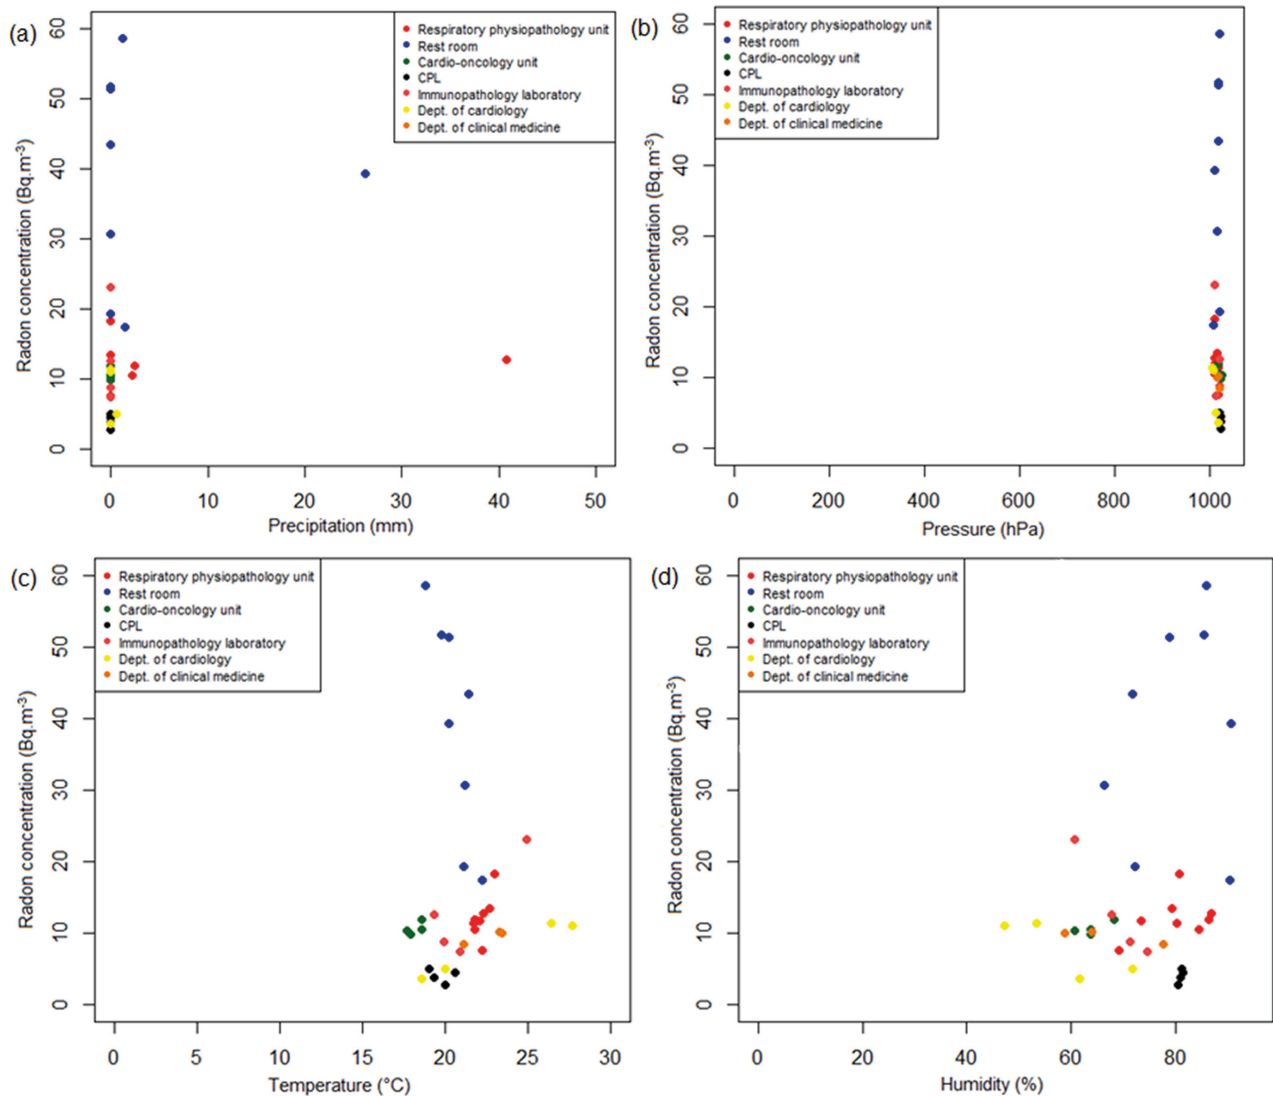 (a)
Radon concentration (Bq.m-3)
60
50
40
30
20
10
0
Respiratory physiopathology unit
Rest room
Cardio-oncology unit
CPL
Immunopathology laboratory
Dept. of cardiology
Dept. of clinical medicine
0 10 20 30 40 50
Precipitation (mm)
(b)
Radon concentration (Bq.m-3)
60
50
40
30
20
10
0
Respiratory physiopathology unit
Rest room
Cardio-oncology unit
CPL
Immunopathology laboratory
Dept. of cardiology
Dept. of clinical medicine
0 200 400 600 800 1000
Pressure (hPa)
(c)
Radon concentration (Bq.m-3)
60
50
40
30
20
10
0
Respiratory physiopathology unit
Rest room
Cardio-oncology unit
CPL
Immunopathology laboratory
Dept. of cardiology
Dept. of clinical medicine
0 5 10 15 20 25 30
Temperature (°C)
(d)
Radon concentration (Bq.m-3)
60
50
40
30
20
10
0
Respiratory physiopathology unit
Rest room
Cardio-oncology unit
CPL
Immunopathology laboratory
Dept. of cardiology
Dept. of clinical medicine
0 20 40 60 80
Humidity (%)